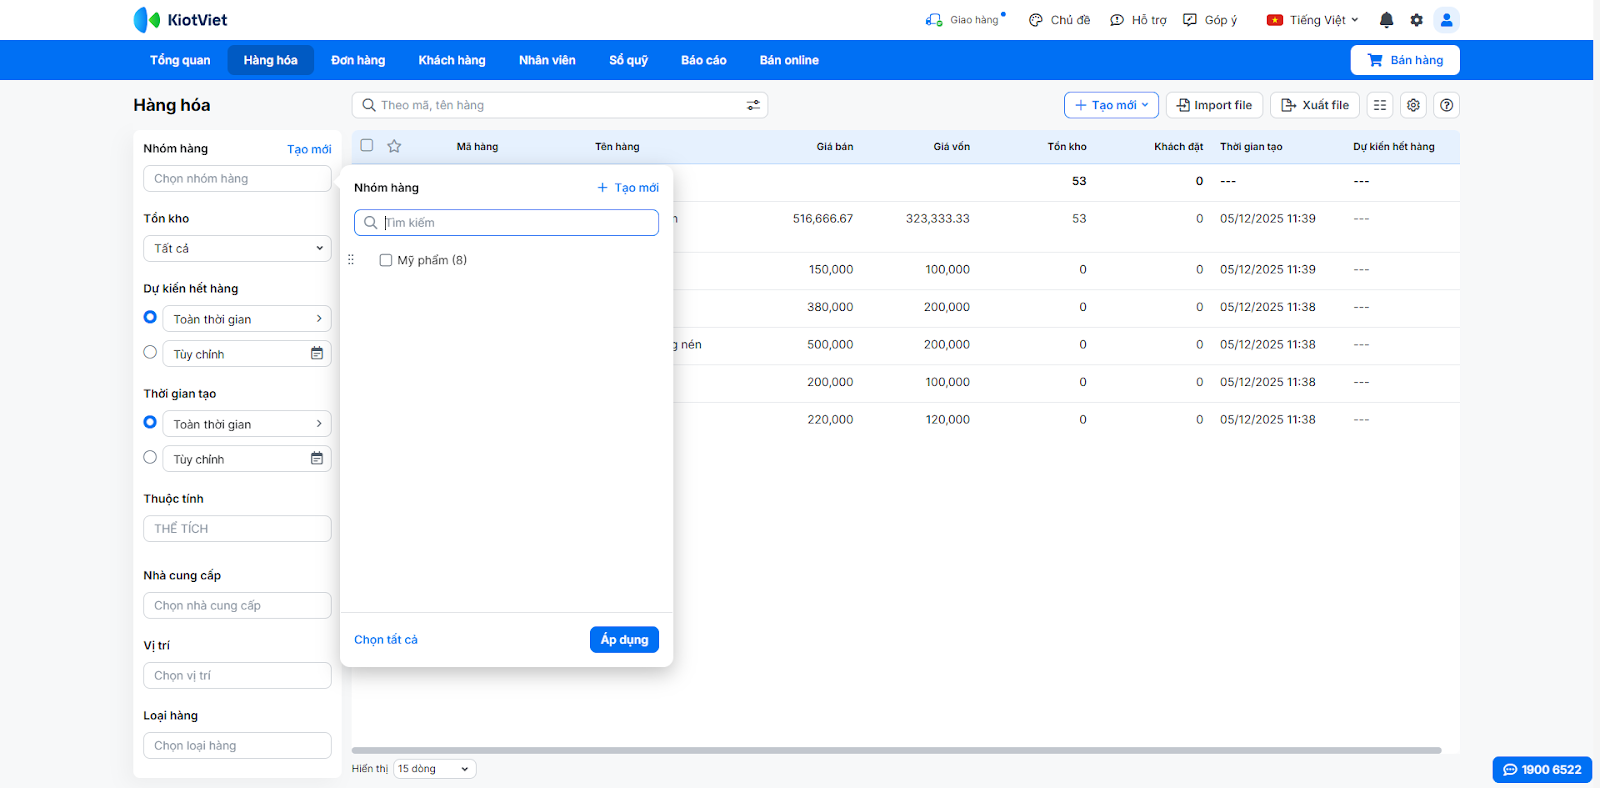 KiotViet
Giao hàng
Chủ đề
Hỗ trợ
Góp ý
Tiếng Việt
Tổng quan
Hàng hóa
Đơn hàng
Khách hàng
Nhân viên
Sổ quỹ
Báo cáo
Bán online
Bán hàng
Hàng hóa
Theo mã, tên hàng
Tạo mới
Import file
Xuất file
Nhóm hàng Tạo mới
Chọn nhóm hàng
Tồn kho
Tất cả
Dự kiến hết hàng
Toàn thời gian
Tùy chỉnh
Thời gian tạo
Toàn thời gian
Tùy chỉnh
Thuộc tính
THỂ TÍCH
Nhà cung cấp
Chọn nhà cung cấp
Vị trí
Chọn vị trí
Loại hàng
Chọn loại hàng
Nhóm hàng
Tạo mới
Tìm kiếm
Mỹ phẩm (8)
Chọn tất cả
Áp dụng
Mã hàng Tên hàng Giá bán Giá vốn Tồn kho Khách đặt Thời gian tạo Dự kiến hết hàng
53 0 --- ---
516,666.67 323,333.33 53 0 05/12/2025 11:39 ---
150,000 100,000 0 0 05/12/2025 11:39 ---
380,000 200,000 0 0 05/12/2025 11:38 ---
nén 500,000 200,000 0 0 05/12/2025 11:38 ---
200,000 100,000 0 0 05/12/2025 11:38 ---
220,000 120,000 0 0 05/12/2025 11:38 ---
Hiển thị 15 dòng
1900 6522